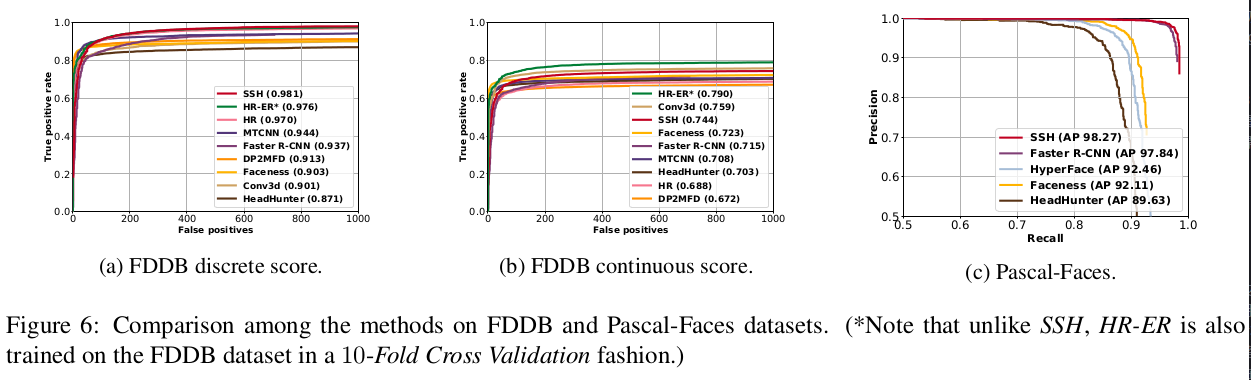 1.0
0.8
0.6
0.4
0.2
0.0
True positive rate
SSH (0.981)
HR-ER* (0.976)
HR (0.970)
MTCNN (0.944)
Faster R-CNN (0.937)
DP2MFD (0.913)
Faceness (0.903)
Conv3d (0.901)
HeadHunter (0.871)
0 200 400 600 800 1000
False positives
(a) FDDB discrete score.
1.0
0.8
0.6
0.4
0.2
0.0
True positive rate
HR-ER* (0.790)
Conv3d (0.759)
SSH (0.744)
Faceness (0.723)
Faster R-CNN (0.715)
MTCNN (0.708)
HeadHunter (0.703)
HR (0.688)
DP2MFD (0.672)
0 200 400 600 800 1000
False positives
(b) FDDB continuous score.
1.0
0.9
0.8
0.7
0.6
0.5
Precision
SSH (AP 98.27)
Faster R-CNN (AP 97.84)
HyperFace (AP 92.46)
Faceness (AP 92.11)
HeadHunter (AP 89.63)
0.5 0.6 0.7 0.8 0.9 1.0
Recall
(c) Pascal-Faces.
Figure 6: Comparison among the methods on FDDB and Pascal-Faces datasets. (*Note that unlike SSH, HR-ER is also
trained on the FDDB dataset in a 10-Fold Cross Validation fashion.)